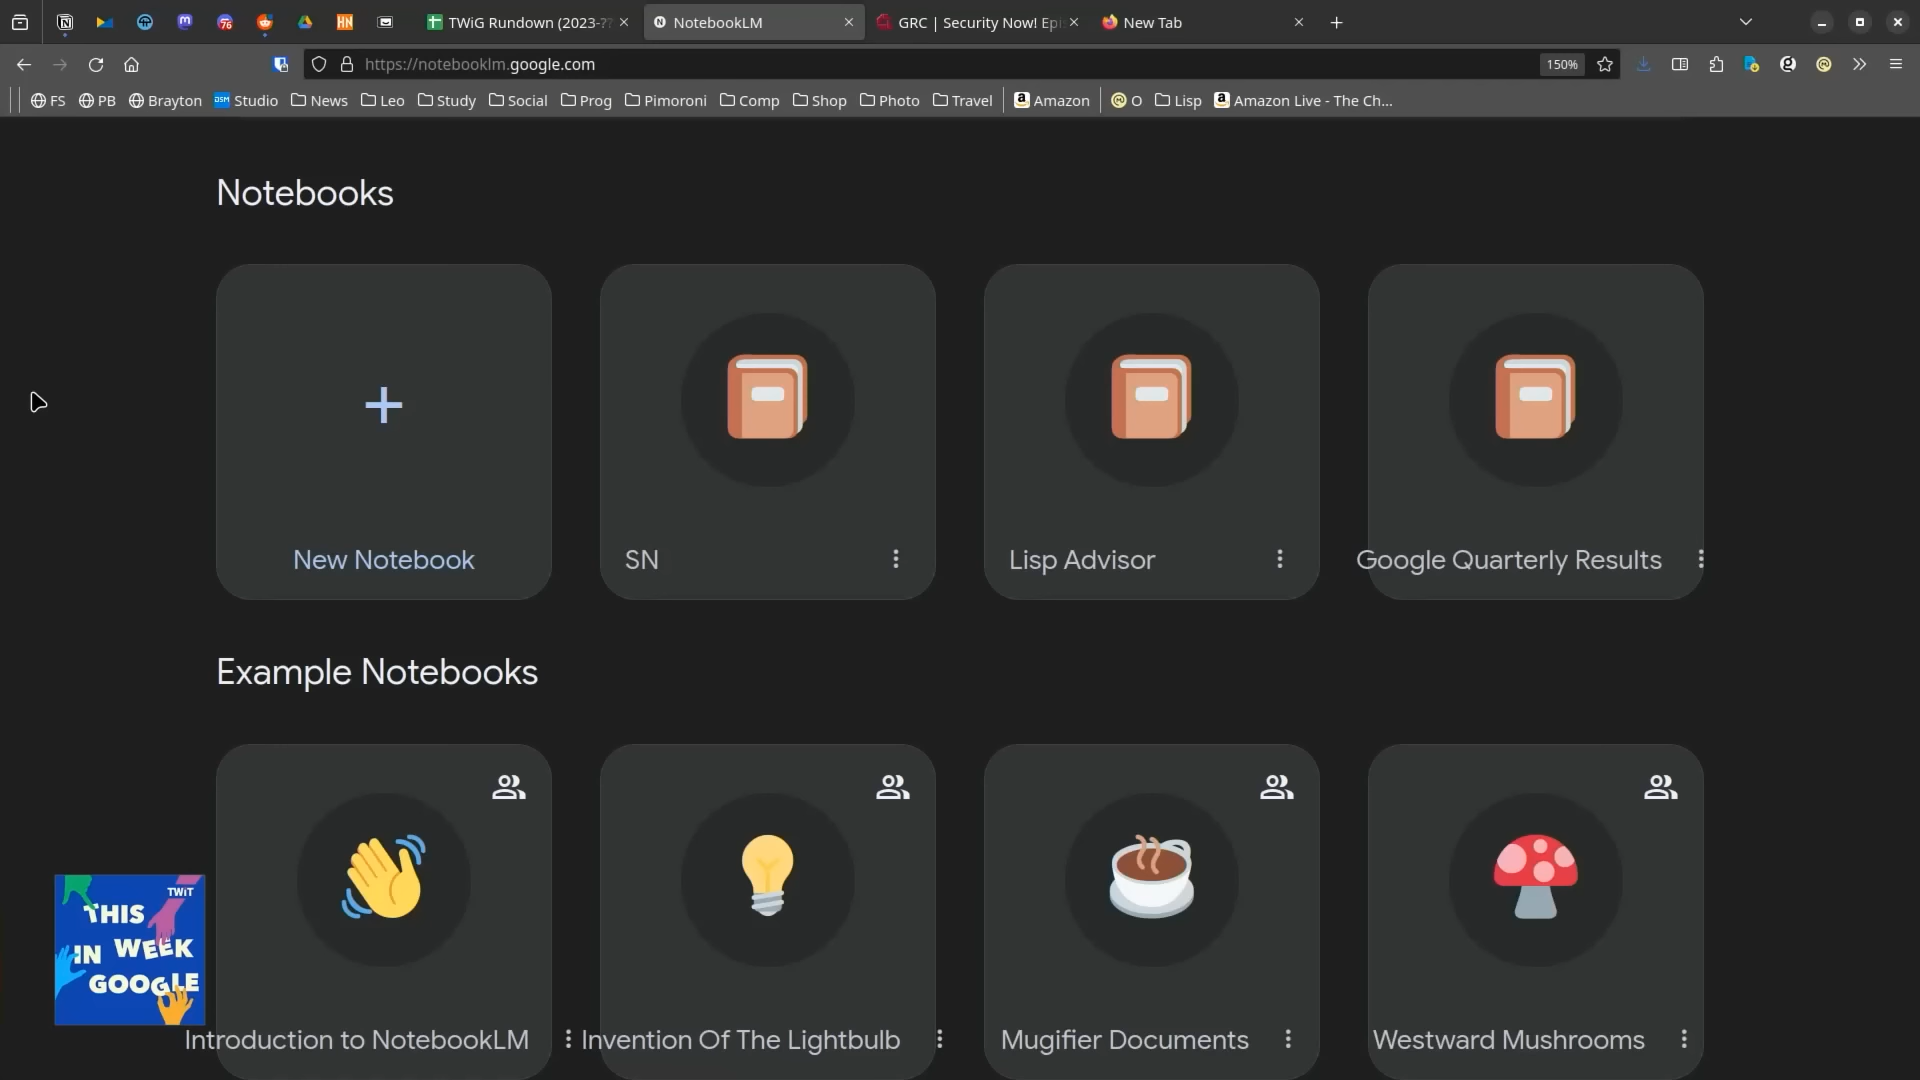 TWiG Rundown (2023-??
NotebookLM
GRC | Security Now! Epi
New Tab
https://notebooklm.google.com
150%
FS
PB
Brayton
DSM Studio
News
Leo
Study
Social
Prog
Pimoroni
Comp
Shop
Photo
Travel
Amazon
O
Lisp
Amazon Live - The Ch...
Notebooks
New Notebook
SN
Lisp Advisor
Google Quarterly Results
Example Notebooks
TWiT
THIS
IN WEEK
GOOGLE
Introduction to NotebookLM
Invention Of The Lightbulb
Mugifier Documents
Westward Mushrooms